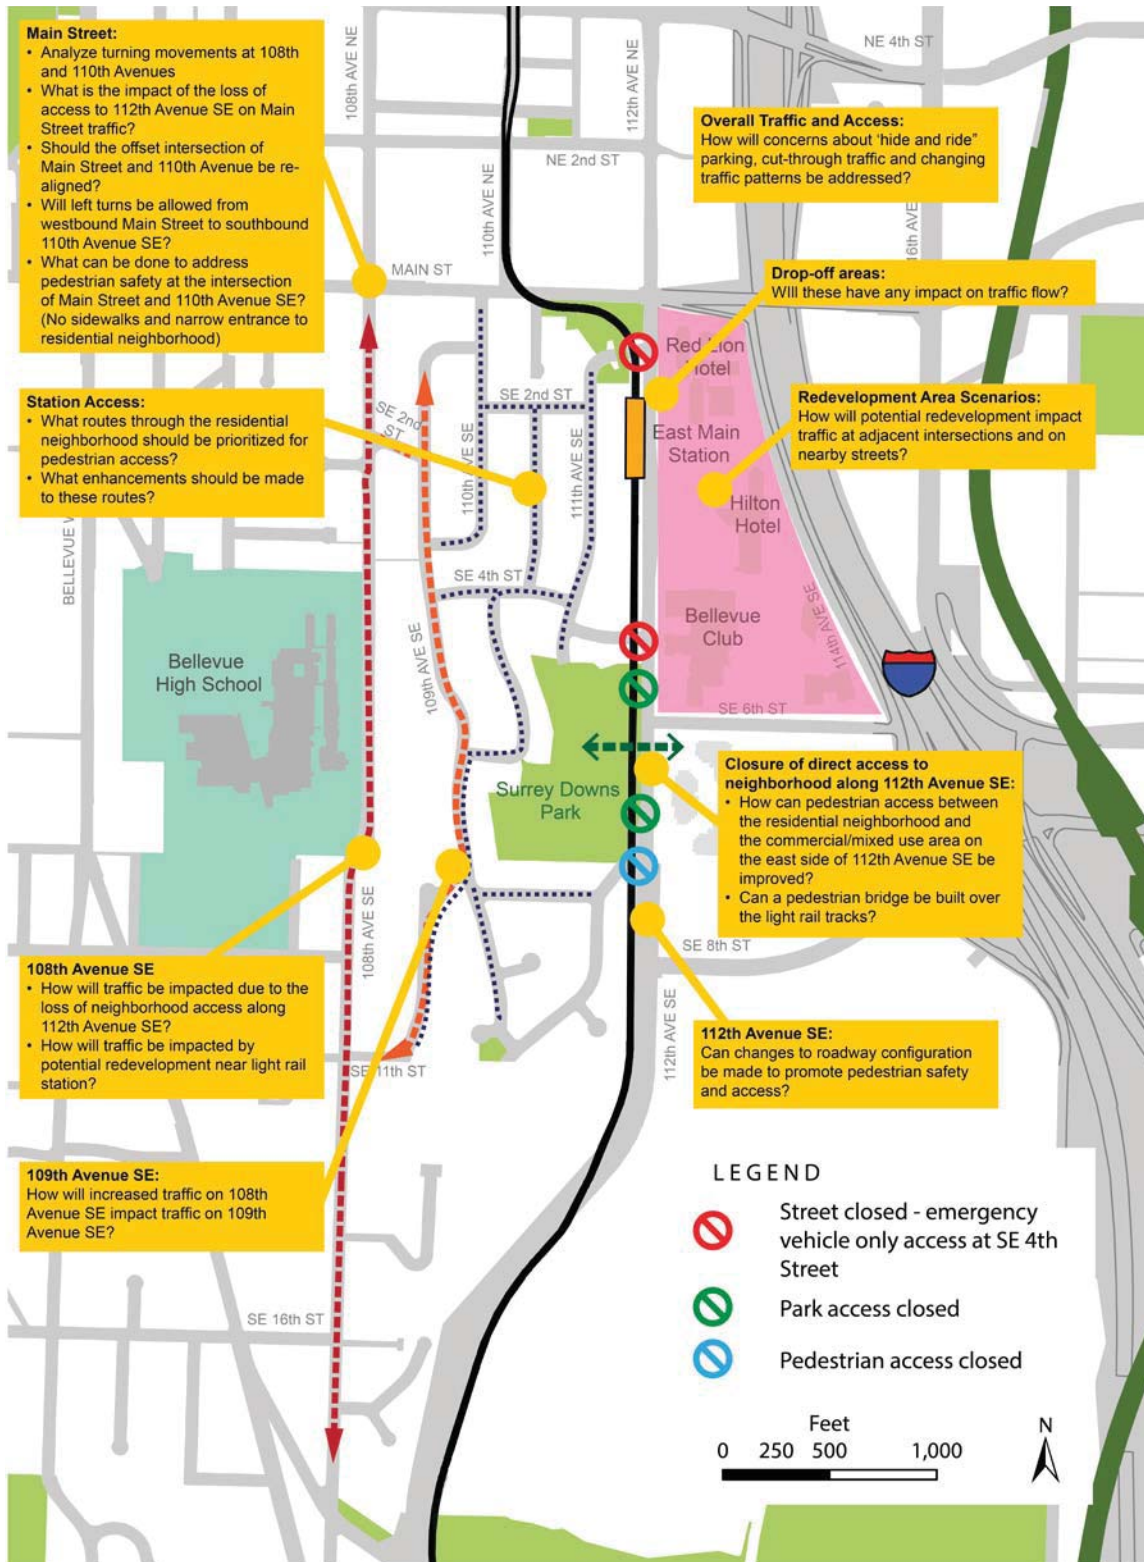 Main Street:
• Analyze turning movements at 108th
and 110th Avenues
• What is the impact of the loss of
access to 112th Avenue SE on Main
Street traffic?
• Should the offset intersection of
Main Street and 110th Avenue be re-
aligned?
• Will left turns be allowed from
westbound Main Street to southbound
110th Avenue SE?
• What can be done to address
pedestrian safety at the intersection
of Main Street and 110th Avenue SE?
(No sidewalks and narrow entrance to
residential neighborhood)
108th AVE NE
112th AVE NE
NE 4th ST
Overall Traffic and Access:
How will concerns about ‘hide and ride”
parking, cut-through traffic and changing
traffic patterns be addressed?
NE 2nd ST
110th AVE NE
16th AVE
MAIN ST
Drop-off areas:
WIll these have any impact on traffic flow?
Red Lion
Hotel
Station Access:
• What routes through the residential
neighborhood should be prioritized for
pedestrian access?
• What enhancements should be made
to these routes?
SE 2nd
ST
SE 2nd ST
110th AVE SE
111th AVE SE
East Main
Station
Redevelopment Area Scenarios:
How will potential redevelopment impact
traffic at adjacent intersections and on
nearby streets?
Hilton
Hotel
BELLEVUE
SE 4th ST
109th AVE SE
Bellevue
Club
114th AVE SE
Bellevue
High School
SE 6th ST
Surrey Downs
Park
Closure of direct access to
neighborhood along 112th Avenue SE:
• How can pedestrian access between
the residential neighborhood and
the commercial/mixed use area on
the east side of 112th Avenue SE be
improved?
• Can a pedestrian bridge be built over
the light rail tracks?
108th AVE SE
SE 8th ST
108th Avenue SE
• How will traffic be impacted due to the
loss of neighborhood access along
112th Avenue SE?
• How will traffic be impacted by
potential redevelopment near light rail
station?
112th AVE SE
SE 11th ST
112th Avenue SE:
Can changes to roadway configuration
be made to promote pedestrian safety
and access?
109th Avenue SE:
How will increased traffic on 108th
Avenue SE impact traffic on 109th
Avenue SE?
SE 16th ST
LEGEND
Street closed - emergency
vehicle only access at SE 4th
Street
Park access closed
Pedestrian access closed
Feet
0 250 500 1,000
N